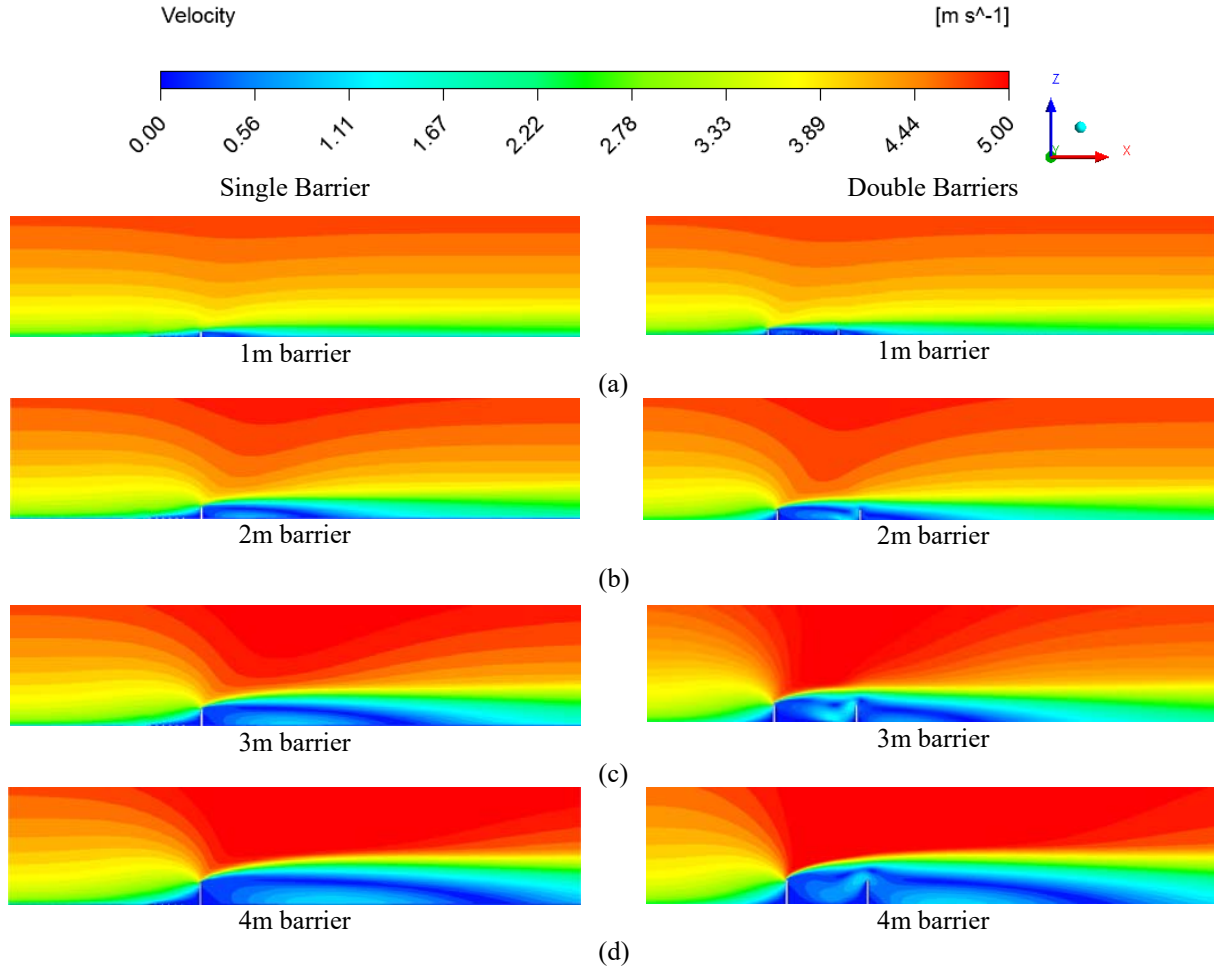 Velocity [m s^-1]
0.00 0.56 1.11 1.67 2.22 2.78 3.33 3.89 4.44 5.00
Z
Y X
Single Barrier Double Barriers
1m barrier 1m barrier
(a)
2m barrier 2m barrier
(b)
3m barrier 3m barrier
(c)
4m barrier 4m barrier
(d)